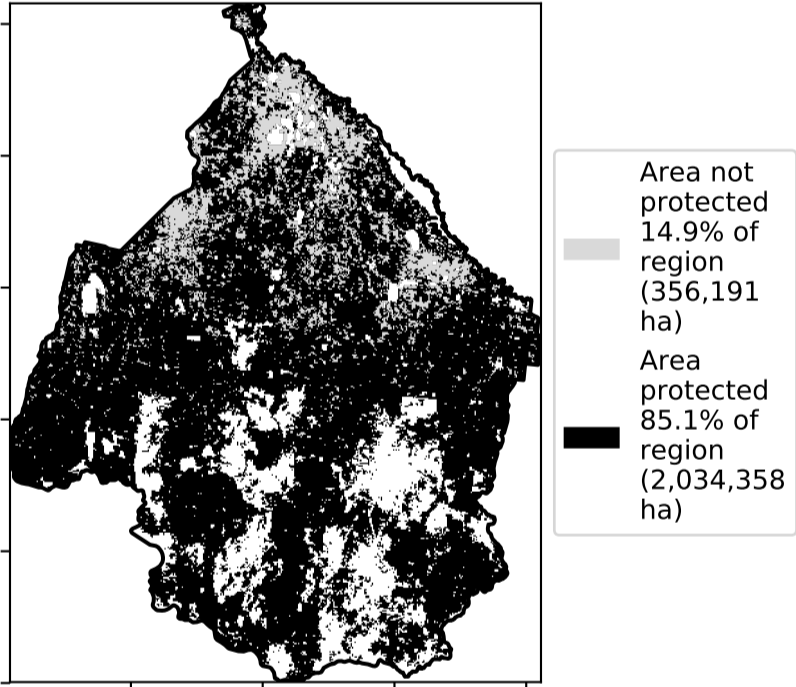 Area not
protected
14.9% of
region
(356,191
ha)
Area
protected
85.1% of
region
(2,034,358
ha)